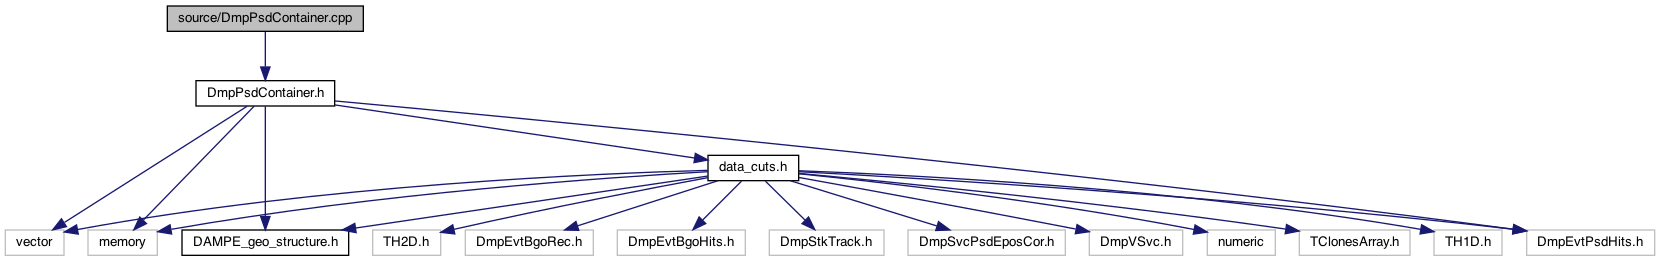 source/DmpPsdContainer.cpp
DmpPsdContainer.h
data_cuts.h
vector
memory
DAMPE_geo_structure.h
TH2D.h
DmpEvtBgoRec.h
DmpEvtBgoHits.h
DmpStkTrack.h
DmpSvcPsdEposCor.h
DmpVSvc.h
numeric
TClonesArray.h
TH1D.h
DmpEvtPsdHits.h